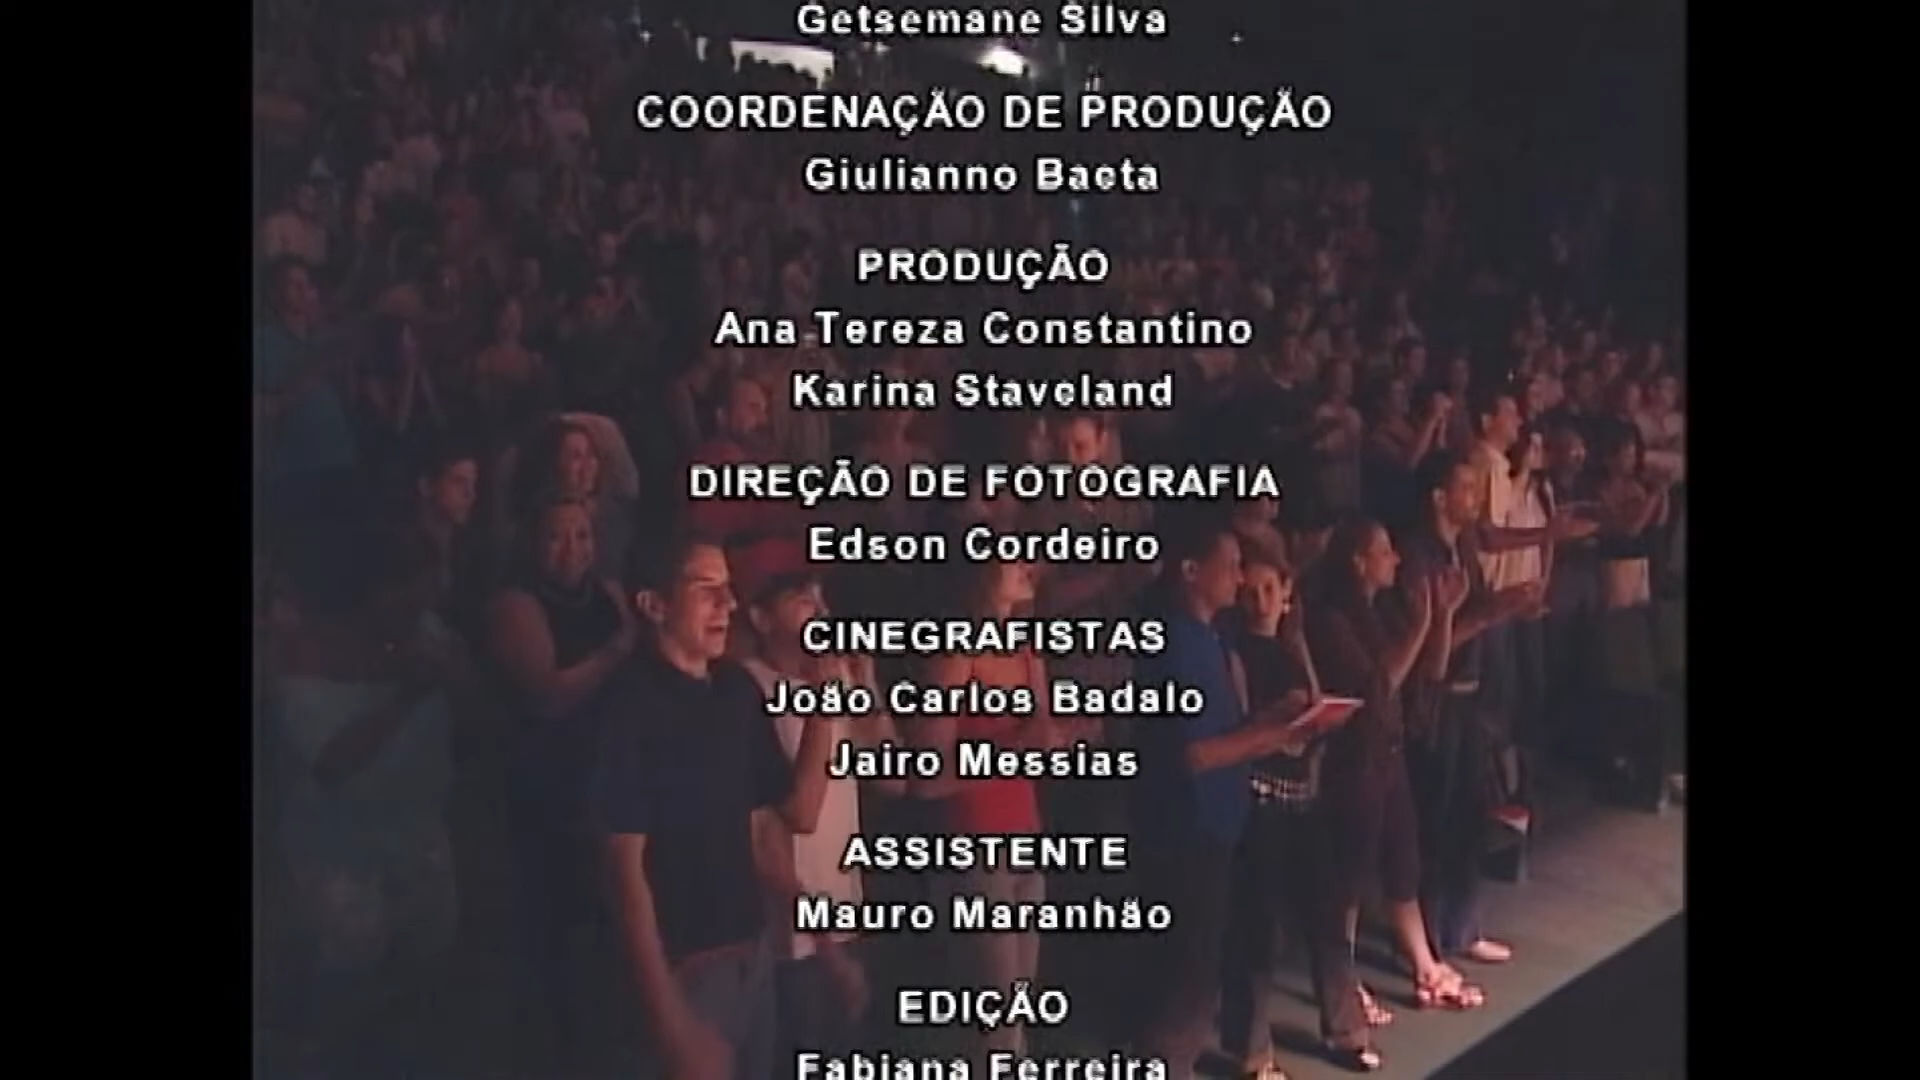 Getsemane Silva
COORDENAÇÃO DE PRODUÇÃO
Giulianno Baeta
PRODUÇÃO
Ana Tereza Constantino
Karina Staveland
DIREÇÃO DE FOTOGRAFIA
Edson Cordeiro
CINEGRAFISTAS
João Carlos Badalo
Jairo Messias
ASSISTENTE
Mauro Maranhão
EDIÇÃO
Fabiana Ferreira